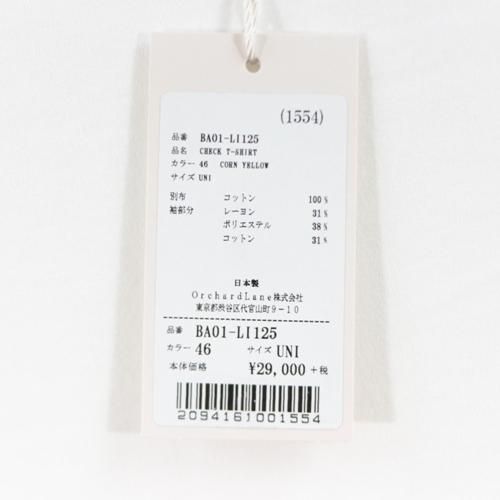 (1554)
品番 BA01-LI125
品名 CHECK T-SHIRT
カラー 46 CORN YELLOW
サイズ UNI
別布 コットン 100%
袖部分 レーヨン 31%
ポリエステル 38%
コットン 31%
日本製
OrchardLane株式会社
東京都渋谷区代官山町9-10
品番 BA01-LI125
カラー 46 サイズ UNI
本体価格 ¥29,000 +税
2094161001554